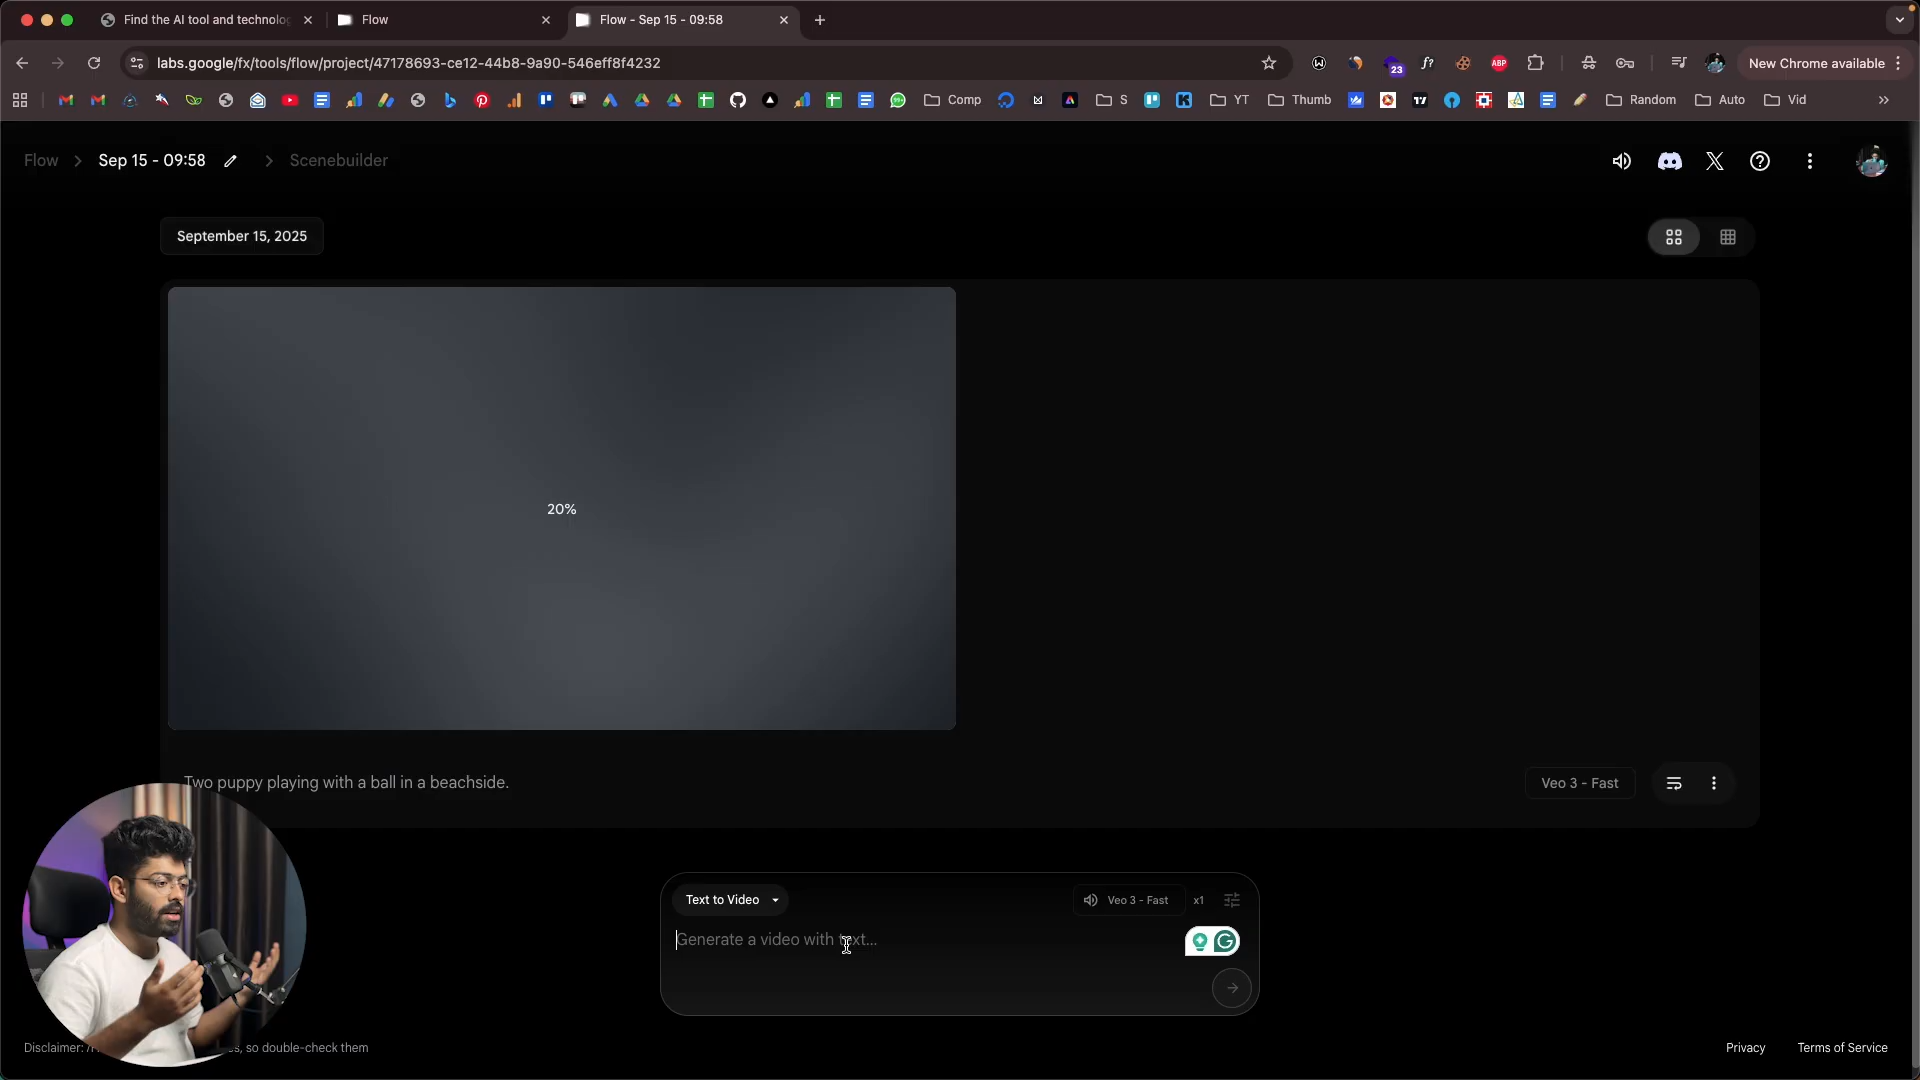 Find the AI tool and technolo
Flow
Flow - Sep 15 - 09:58
labs.google/fx/tools/flow/project/47178693-ce12-44b8-9a90-546eff8f4232
23
f?
ABP
New Chrome available
Comp
S
YT
Thumb
Random
Auto
Vid
Flow
Sep 15 - 09:58
Scenebuilder
September 15, 2025
20%
Two puppy playing with a ball in a beachside.
Veo 3 - Fast
Text to Video
Veo 3 - Fast
x1
Generate a video with text...
Disclaimer:
so double-check them
Privacy
Terms of Service